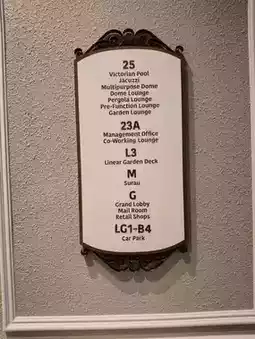 25
Victorian Pool
Jacuzzi
Multipurpose Dome
Dome Lounge
Pergola Lounge
Pre-Function Lounge
Garden Lounge
23A
Management Office
Co-Working Lounge
L3
Linear Garden Deck
M
Surau
G
Grand Lobby
Mail Room
Retail Shops
LG1-B4
Car Park